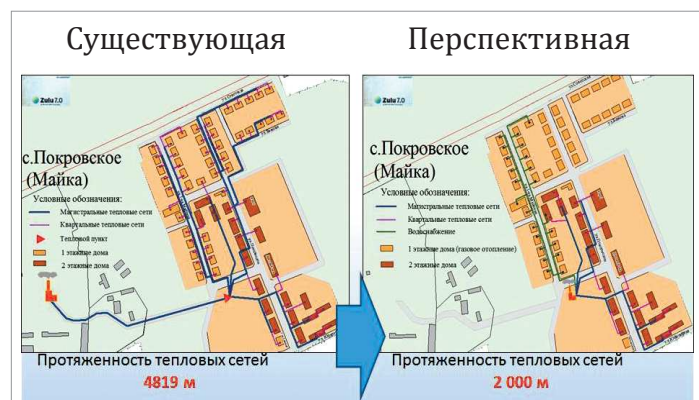 Существующая
Перспективная
Zulu 7.0
с.Покровское
(Майка)
Условные обозначения:
Магистральные тепловые сети
Квартальные тепловые сети
Тепловой пункт
1 этажные дома
2 этажные дома
Протяженность тепловых сетей
4819 м
Zulu 7.0
с.Покровское
(Майка)
Условные обозначения:
Магистральные тепловые сети
Квартальные тепловые сети
Водоснабжение
1 этажные дома (газовое отопление)
2 этажные дома
Протяженность тепловых сетей
2 000 м